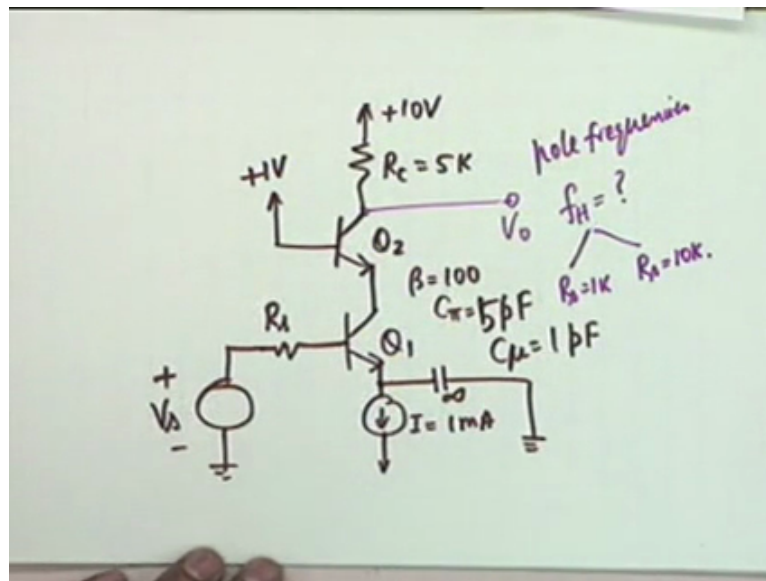 +10V
pole frequencies
+1V
Rc = 5K
fH = ?
Vo
Q2
β = 100
Rs=1K
Rs=10K.
Cπ = 5pF
Rs
Q1
Cμ = 1pF
+
Vs
-
∞
I = 1mA